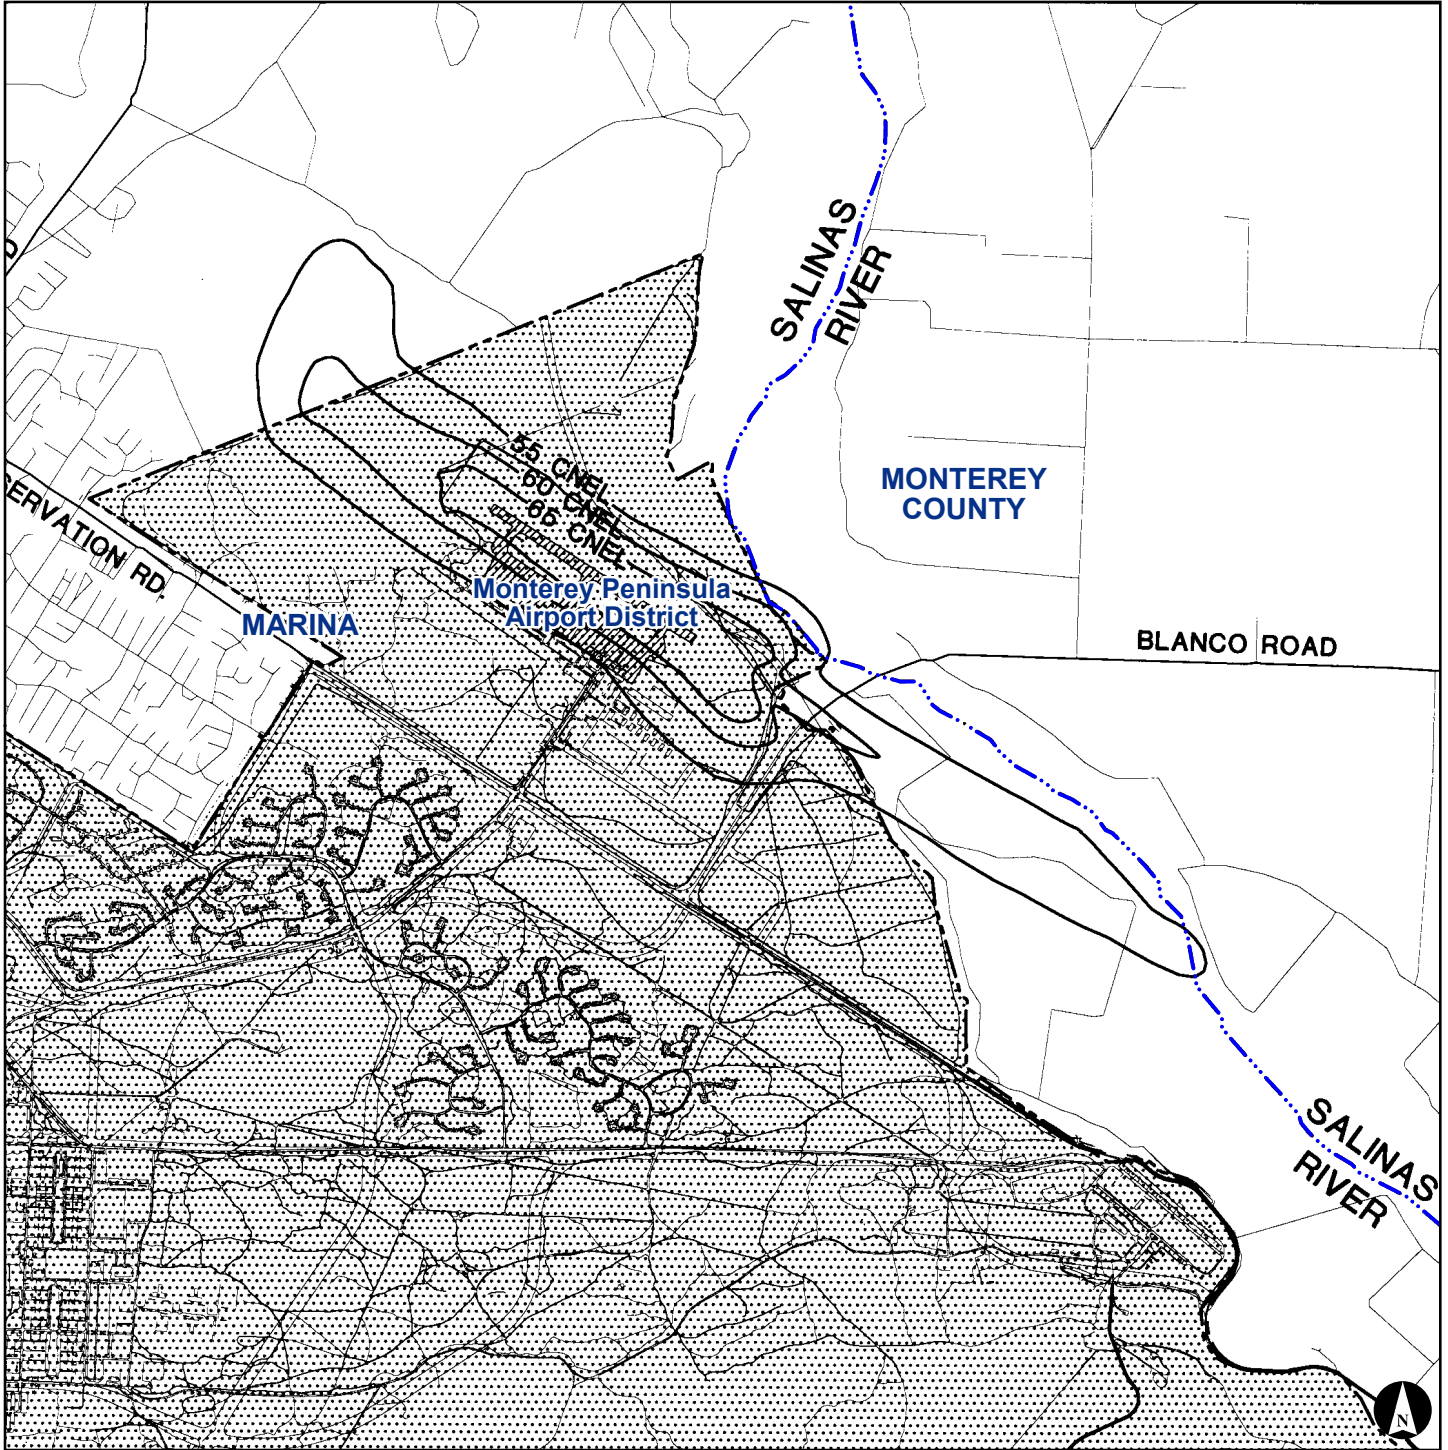 SALINAS
RIVER
D
MONTEREY
COUNTY
55 CNEL
60 CNEL
65 CNEL
ERVATION RD.
Monterey Peninsula
Airport District
MARINA
BLANCO ROAD
SALINAS
RIVER
N